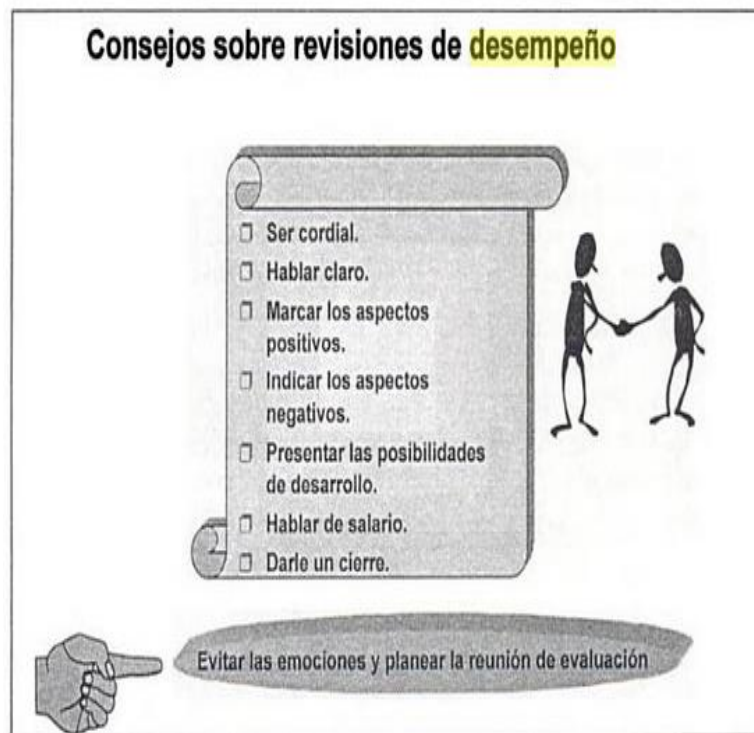 Consejos sobre revisiones de desempeño
Ser cordial.
Hablar claro.
Marcar los aspectos
positivos.
Indicar los aspectos
negativos.
Presentar las posibilidades
de desarrollo.
Hablar de salario.
Darle un cierre.
Evitar las emociones y planear la reunión de evaluación